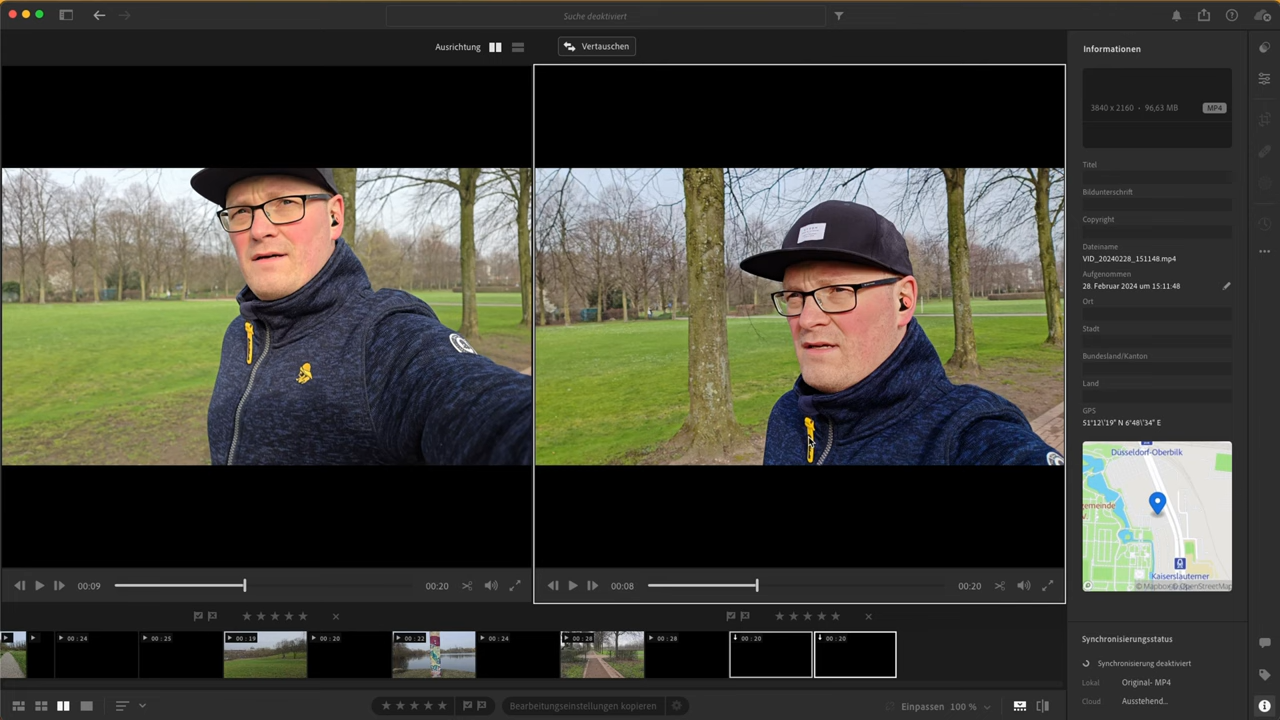 Suche deaktiviert
Ausrichtung
Vertauschen
Informationen
3840 x 2160 • 96,63 MB
MP4
Titel
Bildunterschrift
Copyright
Dateiname
VID_20240228_151148.mp4
Aufgenommen
28. Februar 2024 um 15:11:48
Ort
Stadt
Bundesland/Kanton
Land
GPS
51°12\'19" N 6°48\'34" E
Düsseldorf-Oberbilk
gemeinde
Kaiserslauterner
© Mapbox © OpenStreetMap
00:09
00:20
00:08
00:20
00:24
00:25
00:19
00:20
00:22
00:24
00:28
00:28
00:20
00:20
Synchronisierungsstatus
Synchronisierung deaktiviert
Lokal
Original- MP4
Cloud
Ausstehend...
Bearbeitungseinstellungen kopieren
Einpassen
100 %